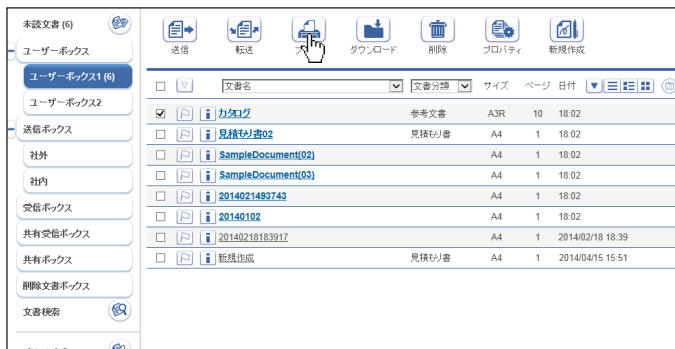 未読文書 (6)
ユーザーボックス
ユーザーボックス1 (6)
ユーザーボックス2
送信ボックス
社外
社内
受信ボックス
共有受信ボックス
共有ボックス
削除文書ボックス
文書検索
送信
転送
ダウンロード
削除
プロパティ
新規作成
文書名 文書分類 サイズ ページ 日付
カタログ 参考文書 A3R 10 18:02
見積もり書02 見積もり書 A4 1 18:02
SampleDocument(02) A4 1 18:02
SampleDocument(03) A4 1 18:02
2014021493743 A4 1 18:02
20140102 A4 1 18:02
20140218183917 A4 1 2014/02/18 18:39
新規作成 見積もり書 A4 1 2014/04/15 15:51